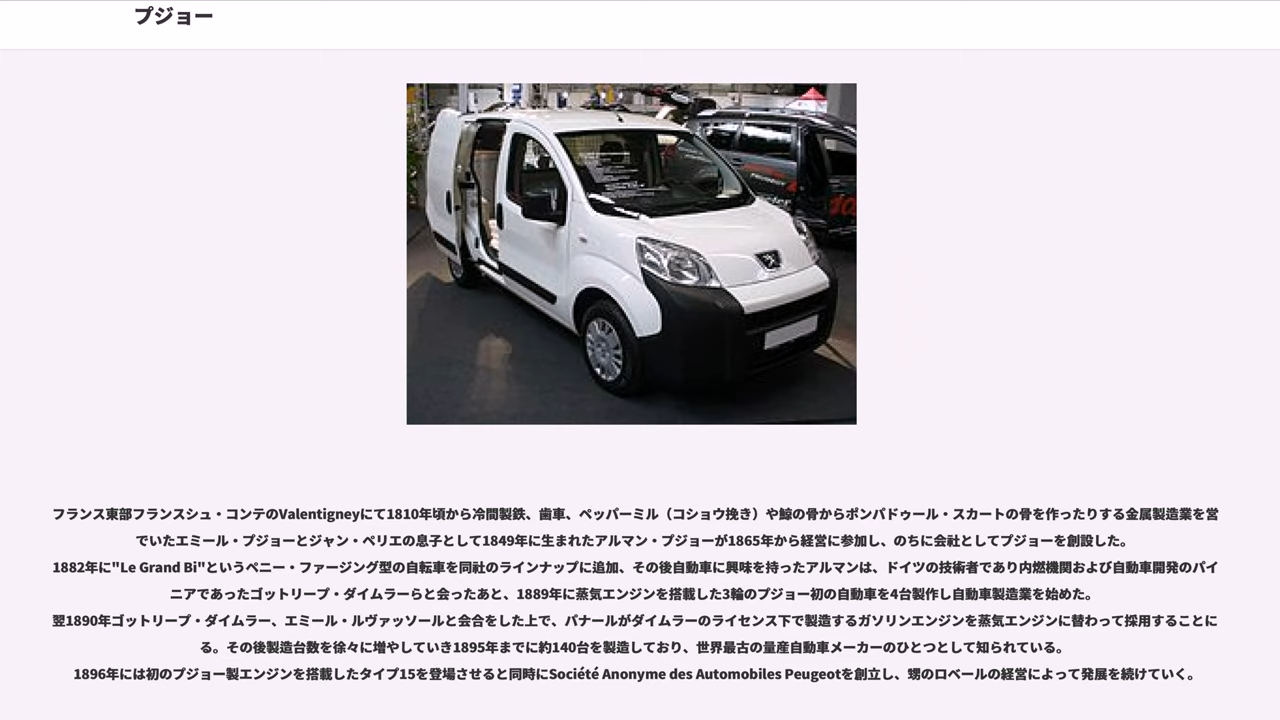 プジョー
フランス東部フランスシュ・コンテのValentigneyにて1810年頃から冷間製鉄、歯車、ペッパーミル（コショウ挽き）や鯨の骨からポンパドゥール・スカートの骨を作ったりする金属製造業を営
でいたエミール・プジョーとジャン・ペリエの息子として1849年に生まれたアルマン・プジョーが1865年から経営に参加し、のちに会社としてプジョーを創設した。
1882年に"Le Grand Bi"というペニー・ファージング型の自転車を同社のラインナップに追加、その後自動車に興味を持ったアルマンは、ドイツの技術者であり内燃機関および自動車開発のパイ
ニアであったゴットリープ・ダイムラーらと会ったあと、1889年に蒸気エンジンを搭載した3輪のプジョー初の自動車を4台製作し自動車製造業を始めた。
翌1890年ゴットリープ・ダイムラー、エミール・ルヴァッソールと会合をした上で、パナールがダイムラーのライセンス下で製造するガソリンエンジンを蒸気エンジンに替わって採用することに
る。その後製造台数を徐々に増やしていき1895年までに約140台を製造しており、世界最古の量産自動車メーカーのひとつとして知られている。
1896年には初のプジョー製エンジンを搭載したタイプ15を登場させると同時にSociété Anonyme des Automobiles Peugeotを創立し、甥のロベールの経営によって発展を続けていく。